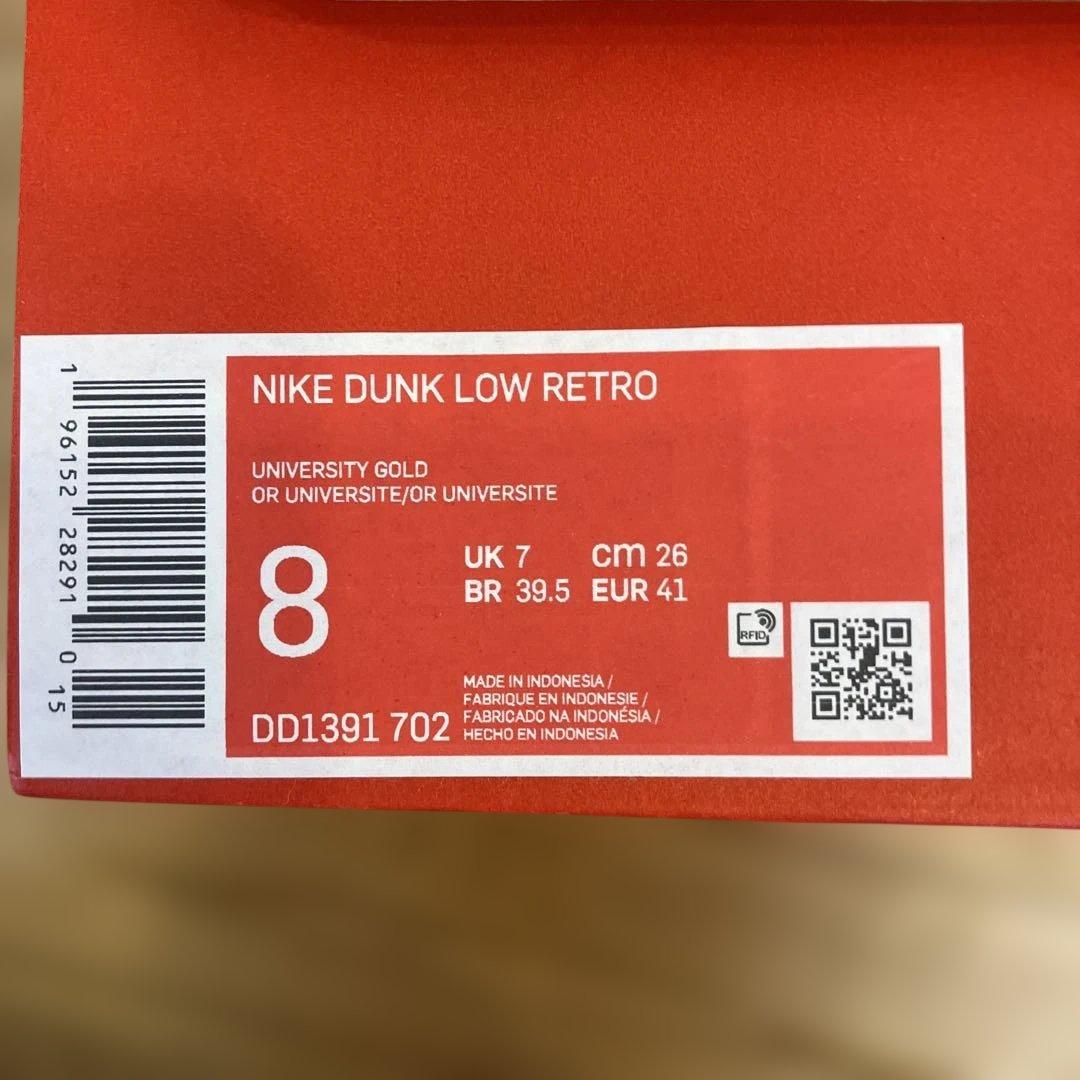 NIKE DUNK LOW RETRO
UNIVERSITY GOLD
OR UNIVERSITE/OR UNIVERSITE
8
UK 7 cm 26
BR 39.5 EUR 41
RFID
MADE IN INDONESIA /
FABRIQUE EN INDONESIE /
FABRICADO NA INDONÉSIA /
HECHO EN INDONESIA
DD1391 702
1 96152 28291 0 15